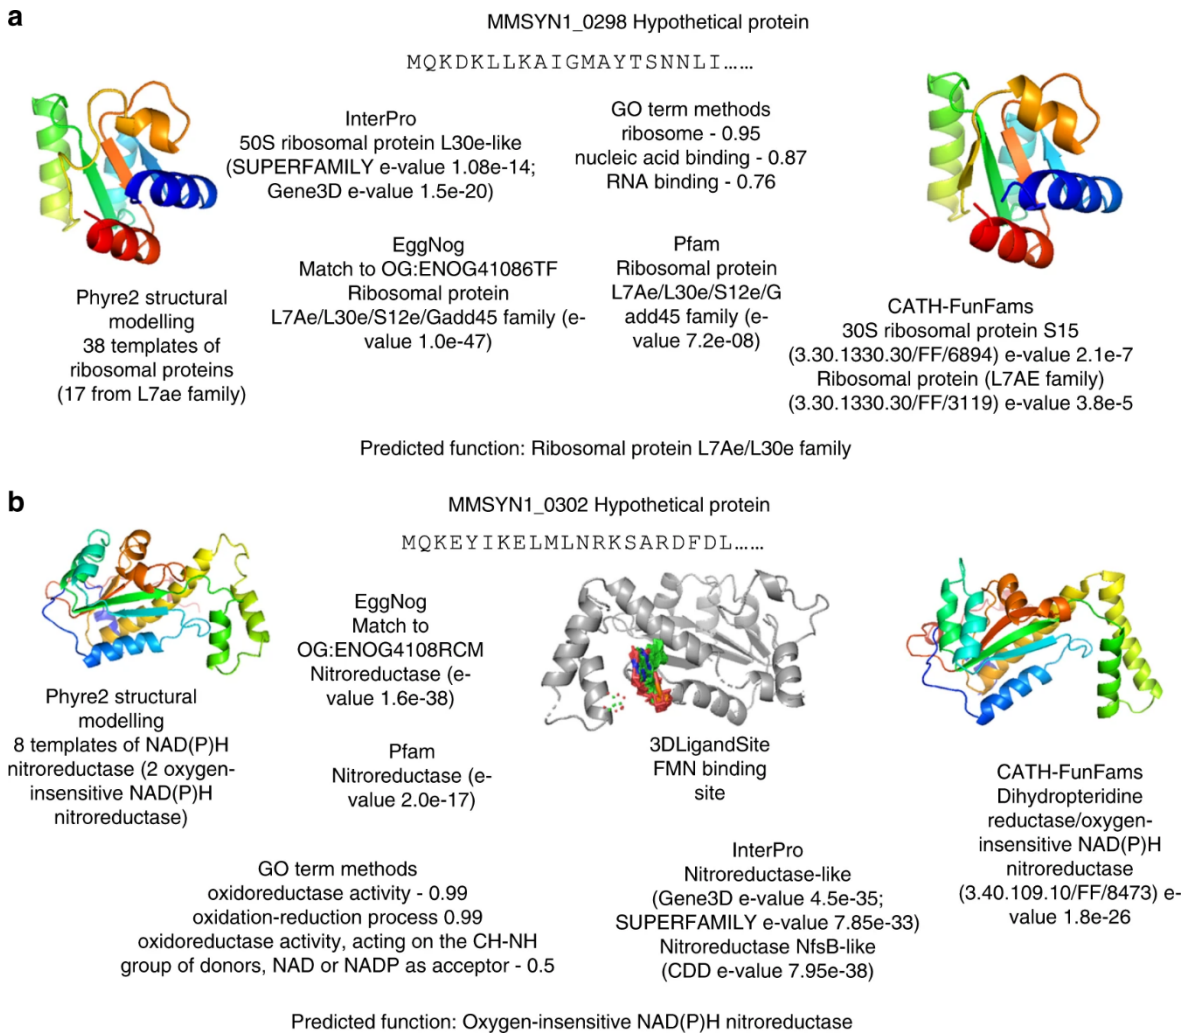 a
MMSYN1_0298 Hypothetical protein
MQKDKLLKAIGMAYTSNNLI......
InterPro
50S ribosomal protein L30e-like
(SUPERFAMILY e-value 1.08e-14;
Gene3D e-value 1.5e-20)
GO term methods
ribosome - 0.95
nucleic acid binding - 0.87
RNA binding - 0.76
Phyre2 structural
modelling
38 templates of
ribosomal proteins
(17 from L7ae family)
EggNog
Match to OG:ENOG41086TF
Ribosomal protein
L7Ae/L30e/S12e/Gadd45 family (e-
value 1.0e-47)
Pfam
Ribosomal protein
L7Ae/L30e/S12e/G
add45 family (e-
value 7.2e-08)
CATH-FunFams
30S ribosomal protein S15
(3.30.1330.30/FF/6894) e-value 2.1e-7
Ribosomal protein (L7AE family)
(3.30.1330.30/FF/3119) e-value 3.8e-5
Predicted function: Ribosomal protein L7Ae/L30e family
b
MMSYN1_0302 Hypothetical protein
MQKEYIKELMLNRKSARDFDL......
Phyre2 structural
modelling
8 templates of NAD(P)H
nitroreductase (2 oxygen-
insensitive NAD(P)H
nitroreductase)
EggNog
Match to
OG:ENOG4108RCM
Nitroreductase (e-
value 1.6e-38)
Pfam
Nitroreductase (e-
value 2.0e-17)
3DLigandSite
FMN binding
site
CATH-FunFams
Dihydropteridine
reductase/oxygen-
insensitive NAD(P)H
nitroreductase
(3.40.109.10/FF/8473) e-
value 1.8e-26
GO term methods
oxidoreductase activity - 0.99
oxidation-reduction process 0.99
oxidoreductase activity, acting on the CH-NH
group of donors, NAD or NADP as acceptor - 0.5
InterPro
Nitroreductase-like
(Gene3D e-value 4.5e-35;
SUPERFAMILY e-value 7.85e-33)
Nitroreductase NfsB-like
(CDD e-value 7.95e-38)
Predicted function: Oxygen-insensitive NAD(P)H nitroreductase